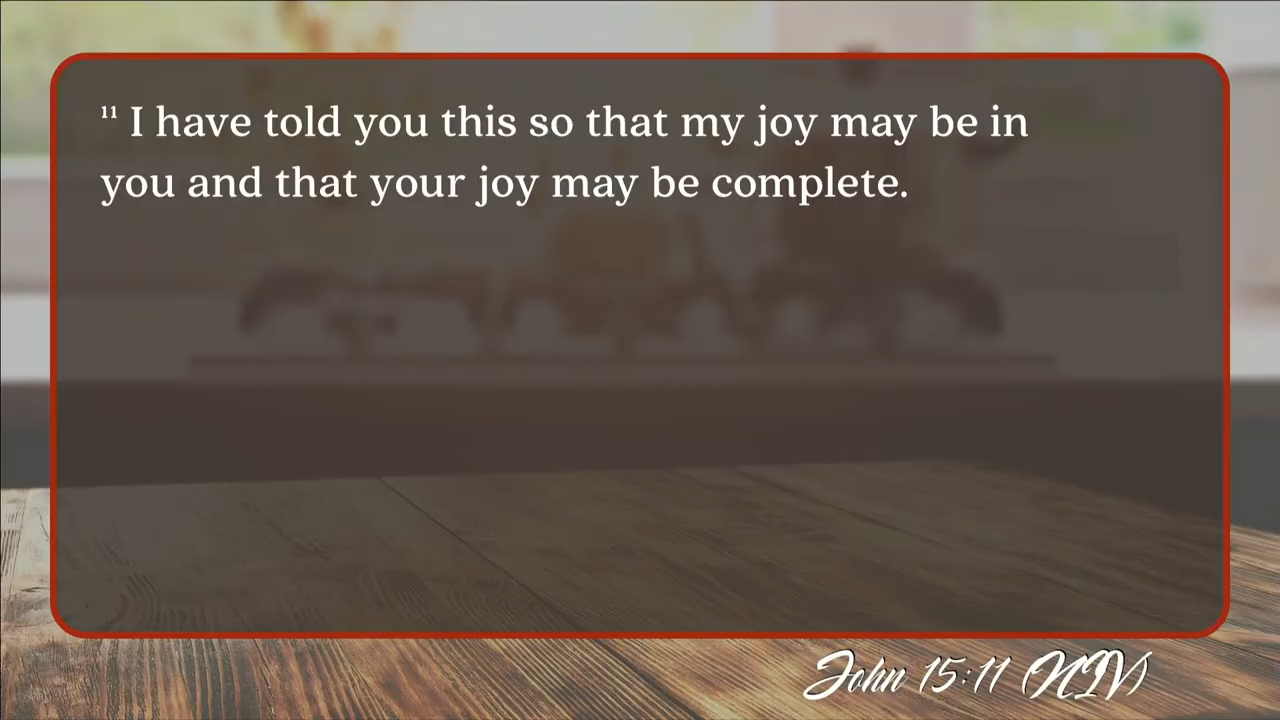 ¹¹ I have told you this so that my joy may be in
you and that your joy may be complete.
John 15:11 (NIV)